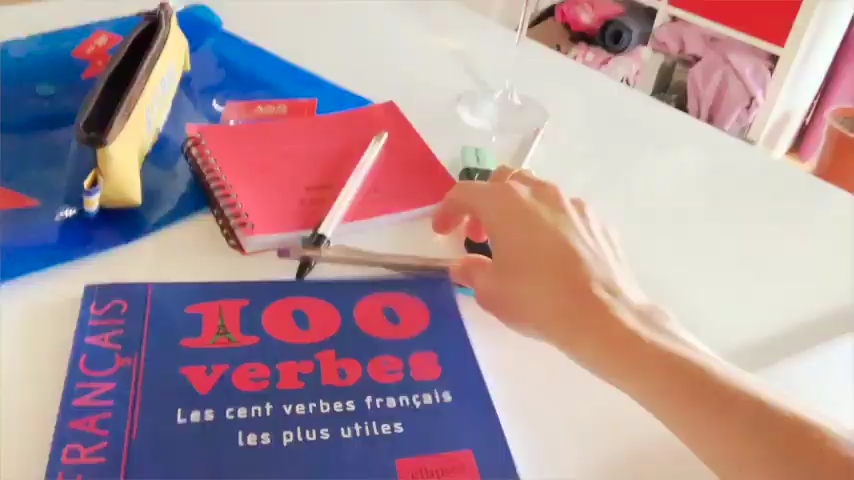 FRANÇAIS
100
verbes
Les cent verbes français
les plus utiles
ellipses